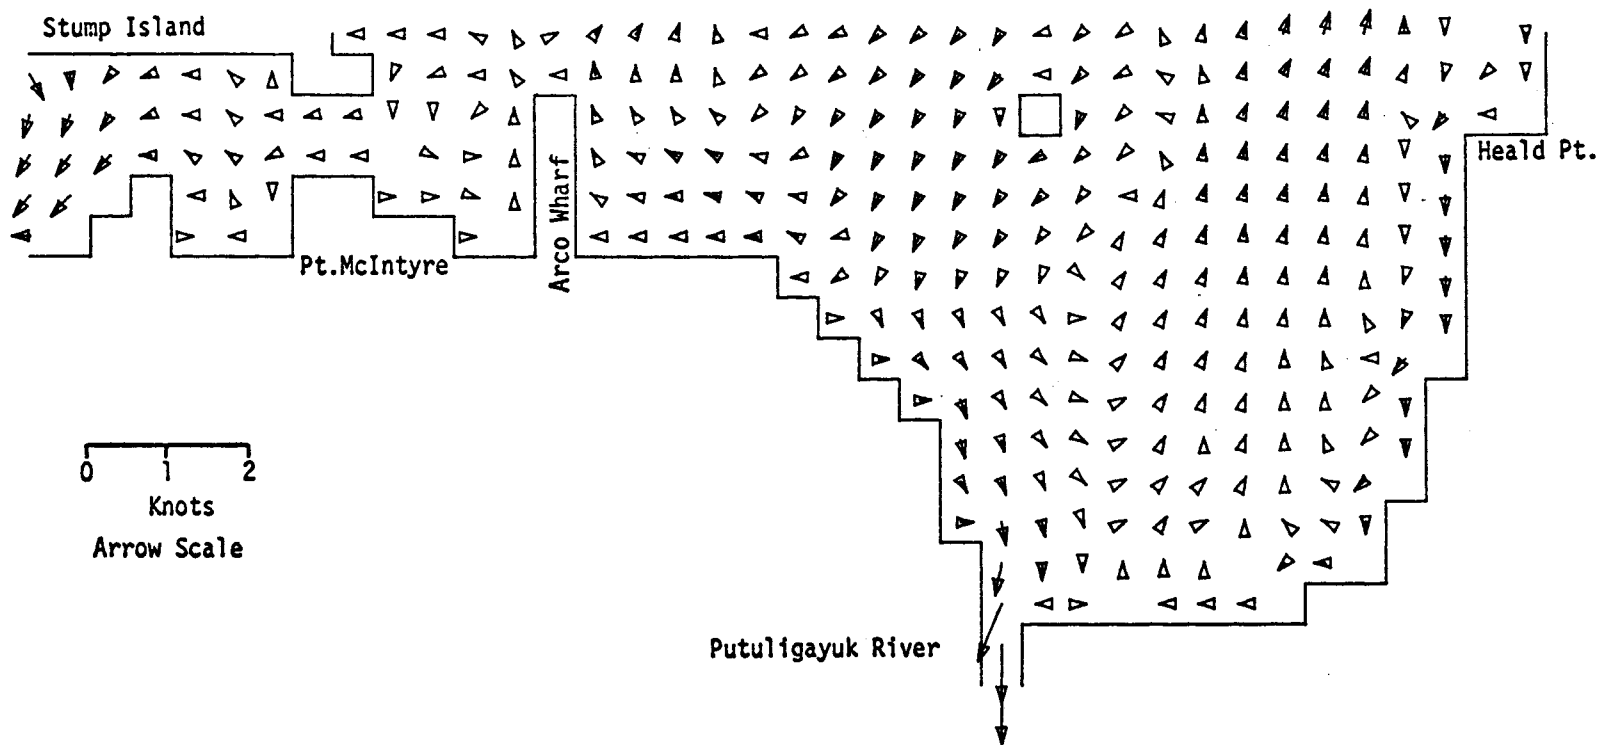 Stump Island
Heald Pt.
Arco Wharf
Pt.McIntyre
0 1 2
Knots
Arrow Scale
Putuligayuk River